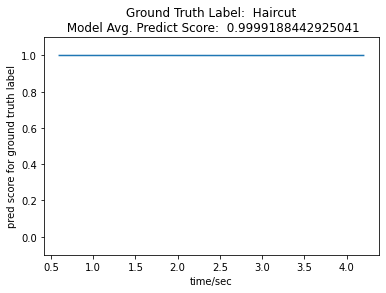 Ground Truth Label:  Haircut
Model Avg. Predict Score:  0.9999188442925041
pred score for ground truth label
1.0
0.8
0.6
0.4
0.2
0.0
0.5 1.0 1.5 2.0 2.5 3.0 3.5 4.0
time/sec